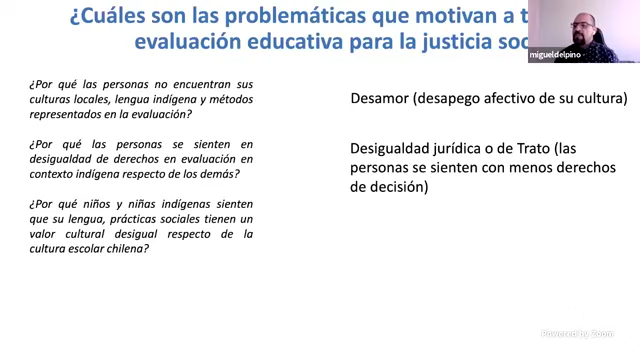 ¿Cuáles son las problemáticas que motivan a
evaluación educativa para la justicia
migueldelpino
¿Por qué las personas no encuentran sus
culturas locales, lengua indígena y métodos
representados en la evaluación?
¿Por qué las personas se sienten en
desigualdad de derechos en evaluación en
contexto indígena respecto de los demás?
¿Por qué niños y niñas indígenas sienten
que su lengua, prácticas sociales tienen un
valor cultural desigual respecto de la
cultura escolar chilena?
Desamor (desapego afectivo de su cultura)
Desigualdad jurídica o de Trato (las
personas se sienten con menos derechos
de decisión)
Powered by Zoom